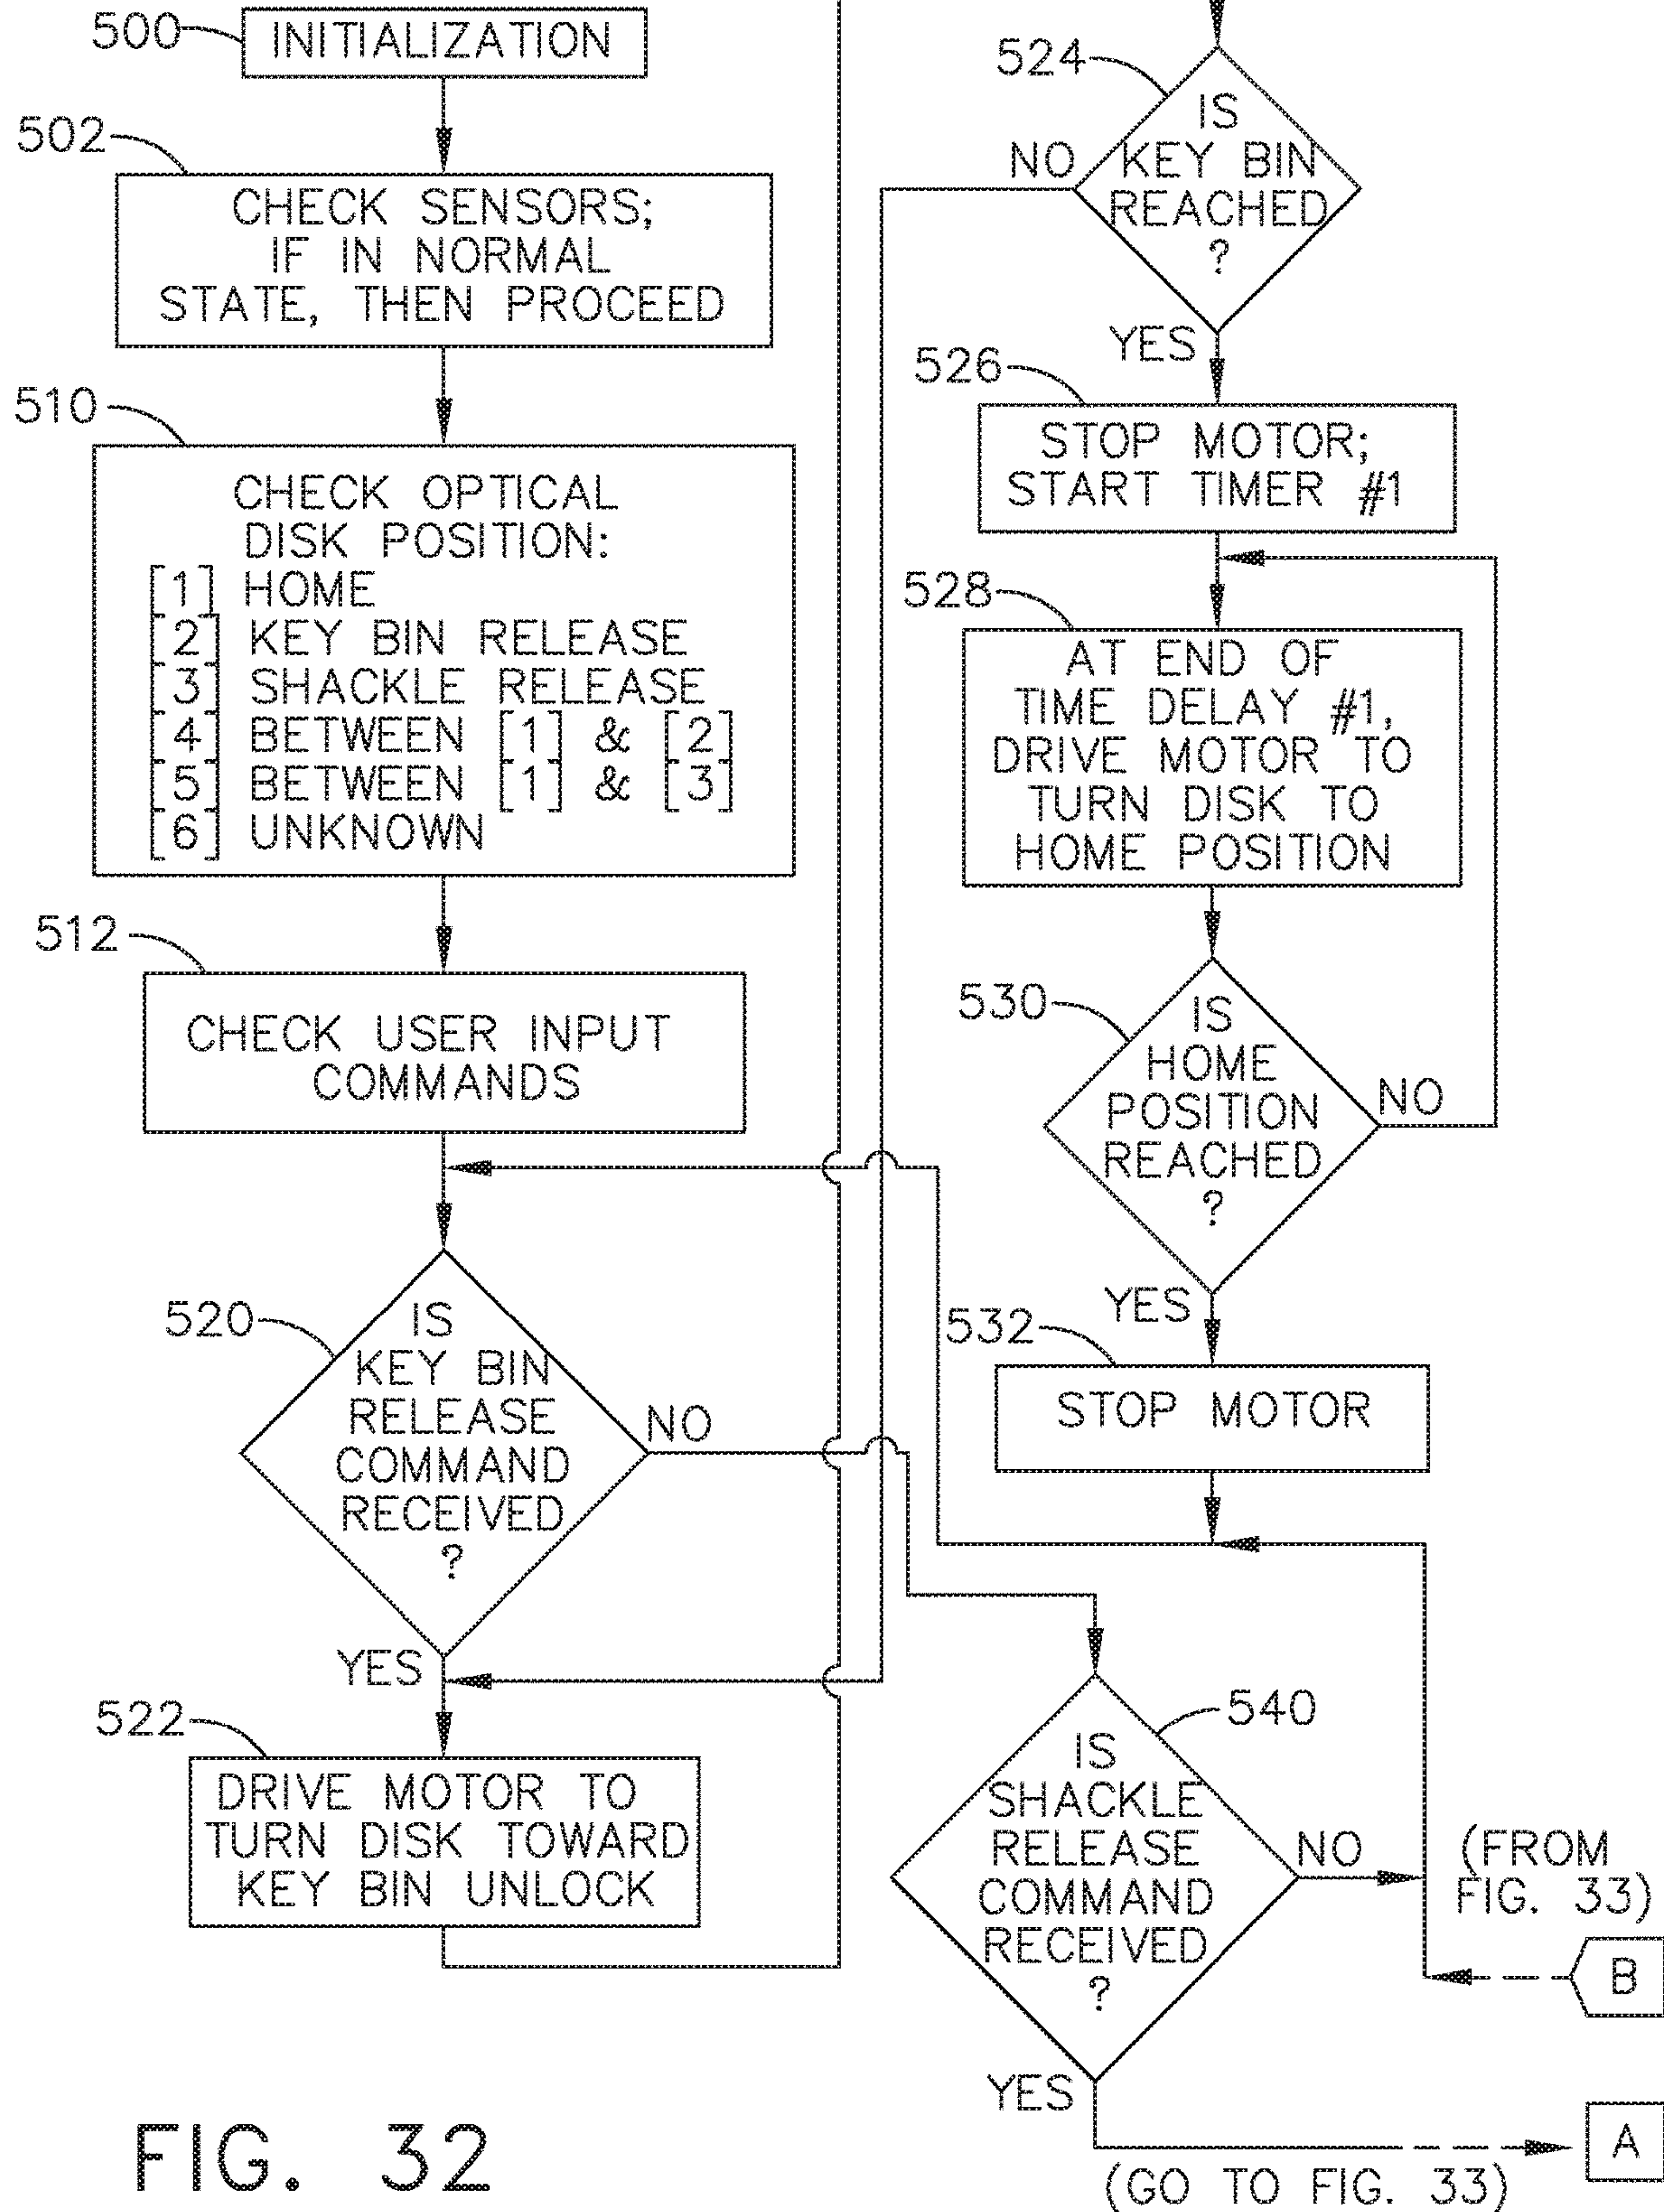 500
INITIALIZATION
502
CHECK SENSORS;
IF IN NORMAL
STATE, THEN PROCEED
510
CHECK OPTICAL
DISK POSITION:
[1] HOME
[2] KEY BIN RELEASE
[3] SHACKLE RELEASE
[4] BETWEEN [1] & [2]
[5] BETWEEN [1] & [3]
[6] UNKNOWN
512
CHECK USER INPUT
COMMANDS
520
IS
KEY BIN
RELEASE
COMMAND
RECEIVED
?
NO
YES
522
DRIVE MOTOR TO
TURN DISK TOWARD
KEY BIN UNLOCK
524
IS
KEY BIN
REACHED
?
NO
YES
526
STOP MOTOR;
START TIMER #1
528
AT END OF
TIME DELAY #1,
DRIVE MOTOR TO
TURN DISK TO
HOME POSITION
530
IS
HOME
POSITION
REACHED
?
NO
YES
532
STOP MOTOR
540
IS
SHACKLE
RELEASE
COMMAND
RECEIVED
?
NO
YES
(FROM
FIG. 33)
B
A
(GO TO FIG. 33)
FIG. 32